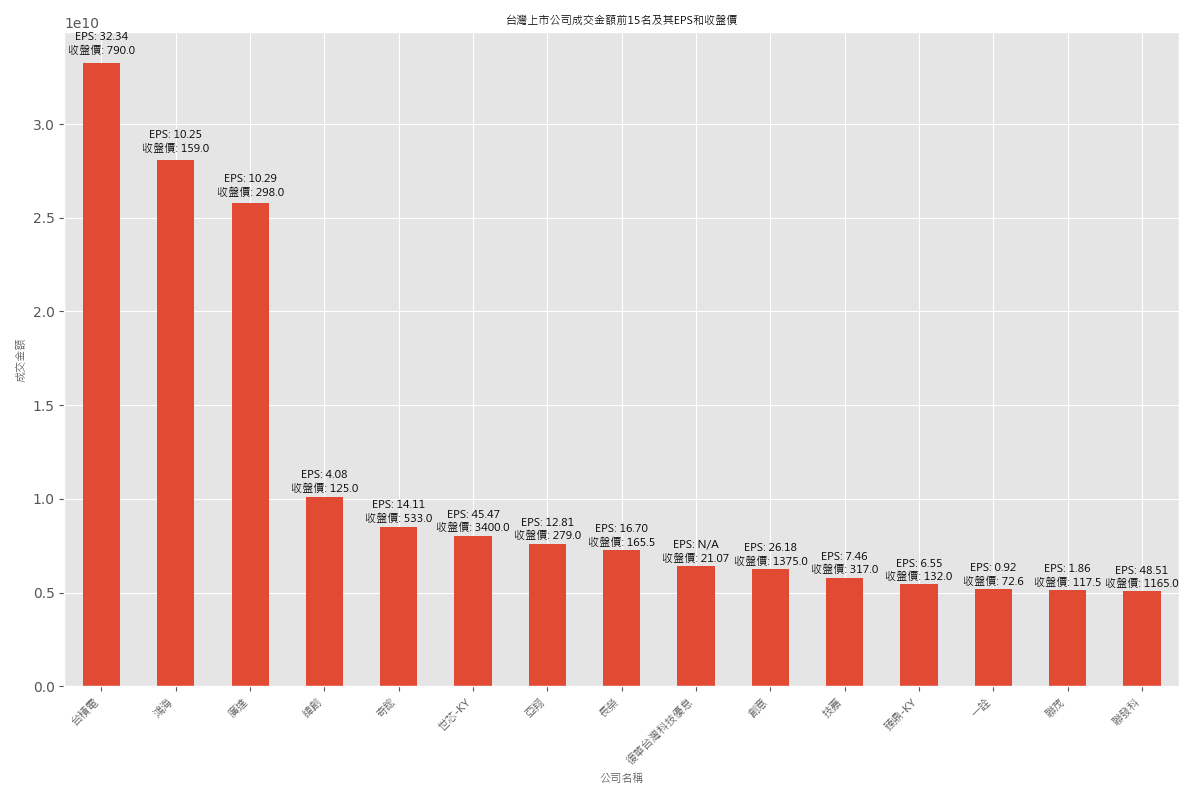 台灣上市公司成交金額前15名及其EPS和收盤價
1e10
EPS: 32.34
收盤價: 790.0
EPS: 10.25
收盤價: 159.0
EPS: 10.29
收盤價: 298.0
EPS: 4.08
收盤價: 125.0
EPS: 14.11
收盤價: 533.0
EPS: 45.47
收盤價: 3400.0
EPS: 12.81
收盤價: 279.0
EPS: 16.70
收盤價: 165.5
EPS: N/A
收盤價: 21.07
EPS: 26.18
收盤價: 1375.0
EPS: 7.46
收盤價: 317.0
EPS: 6.55
收盤價: 132.0
EPS: 0.92
收盤價: 72.6
EPS: 1.86
收盤價: 117.5
EPS: 48.51
收盤價: 1165.0
3.0
2.5
2.0
1.5
1.0
0.5
0.0
成交金額
台積電
鴻海
廣達
緯創
奇鋐
世芯-KY
亞翔
長榮
復華台灣科技優息
創意
技嘉
臻鼎-KY
一詮
聯茂
聯發科
公司名稱